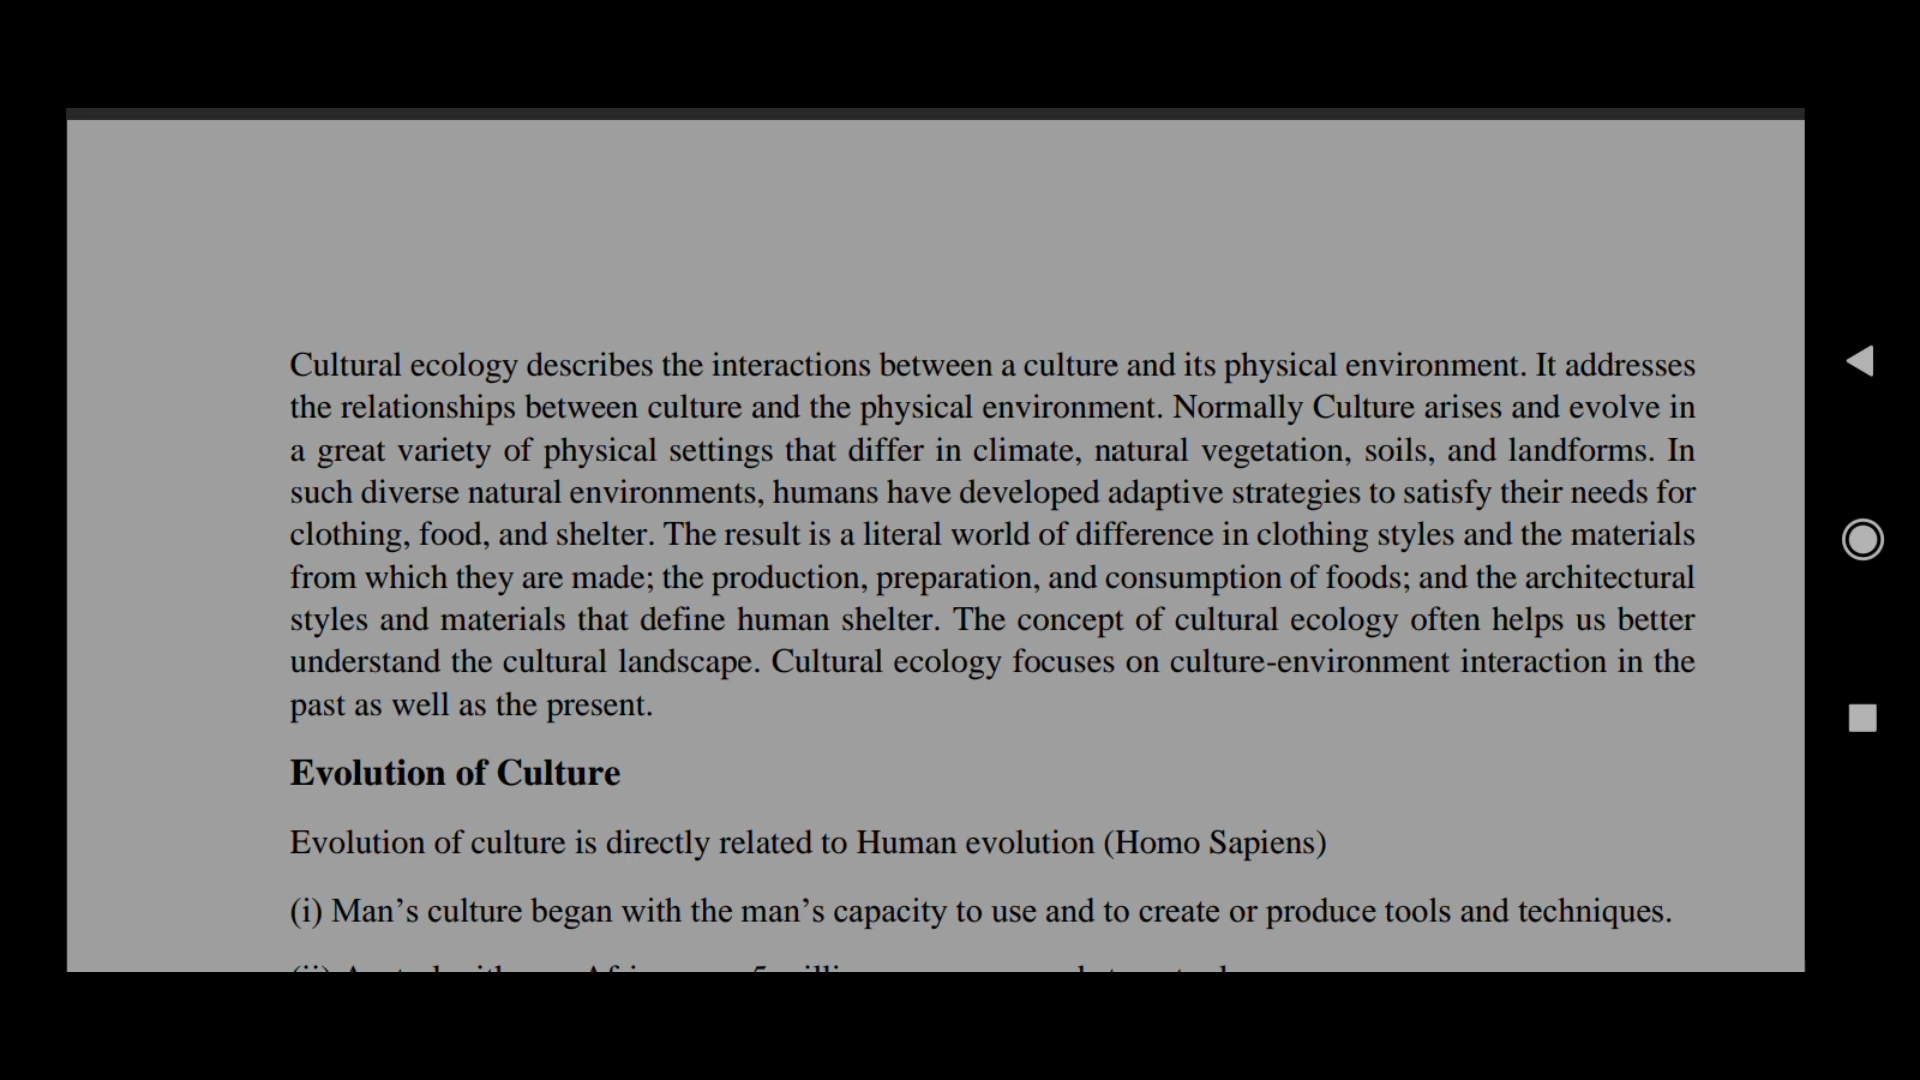 Cultural ecology describes the interactions between a culture and its physical environment. It addresses
the relationships between culture and the physical environment. Normally Culture arises and evolve in
a great variety of physical settings that differ in climate, natural vegetation, soils, and landforms. In
such diverse natural environments, humans have developed adaptive strategies to satisfy their needs for
clothing, food, and shelter. The result is a literal world of difference in clothing styles and the materials
from which they are made; the production, preparation, and consumption of foods; and the architectural
styles and materials that define human shelter. The concept of cultural ecology often helps us better
understand the cultural landscape. Cultural ecology focuses on culture-environment interaction in the
past as well as the present.
Evolution of Culture
Evolution of culture is directly related to Human evolution (Homo Sapiens)
(i) Man’s culture began with the man’s capacity to use and to create or produce tools and techniques.
(ii)